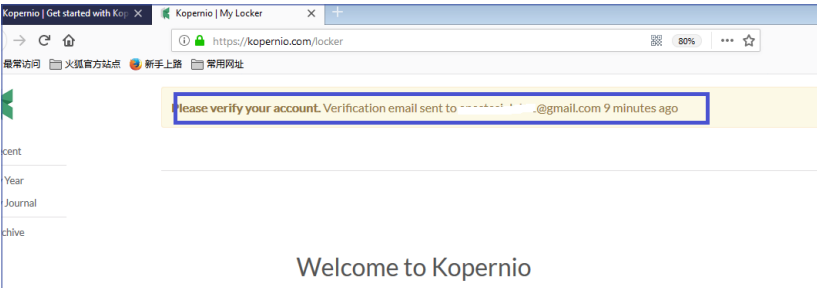 Kopernio | Get started with Kop
Kopernio | My Locker
https://kopernio.com/locker
80%
最常访问 火狐官方站点 新手上路 常用网址
Please verify your account. Verification email sent to @gmail.com 9 minutes ago
cent
Year
Journal
chive
Welcome to Kopernio